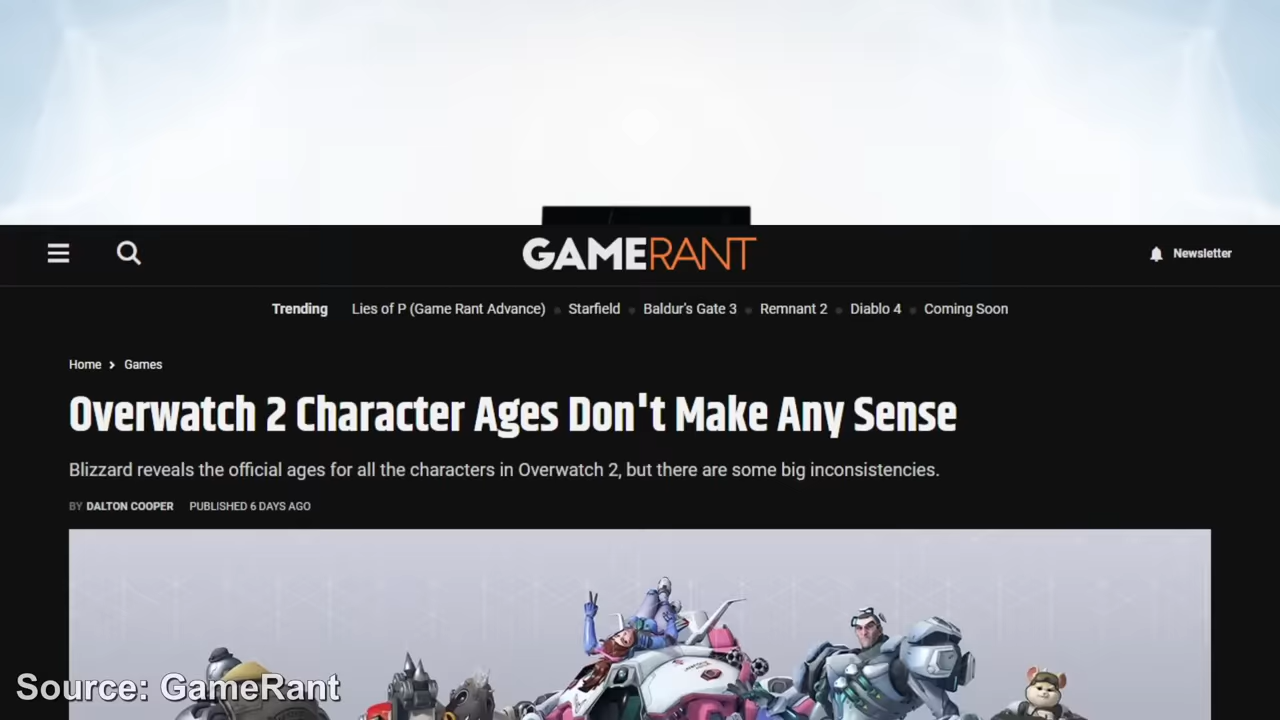 GAMERANT
Newsletter
Trending Lies of P (Game Rant Advance) Starfield Baldur's Gate 3 Remnant 2 Diablo 4 Coming Soon
Home > Games
Overwatch 2 Character Ages Don't Make Any Sense
Blizzard reveals the official ages for all the characters in Overwatch 2, but there are some big inconsistencies.
BY DALTON COOPER PUBLISHED 6 DAYS AGO
Source: GameRant